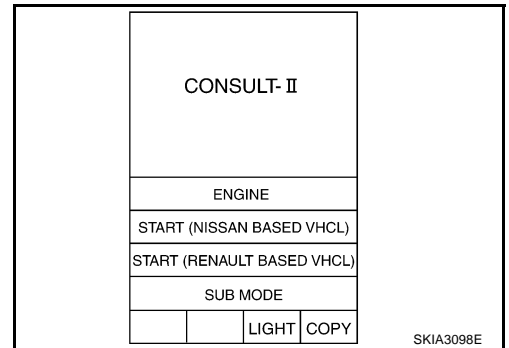 CONSULT-II
ENGINE
START (NISSAN BASED VHCL)
START (RENAULT BASED VHCL)
SUB MODE
LIGHT COPY
SKIA3098E